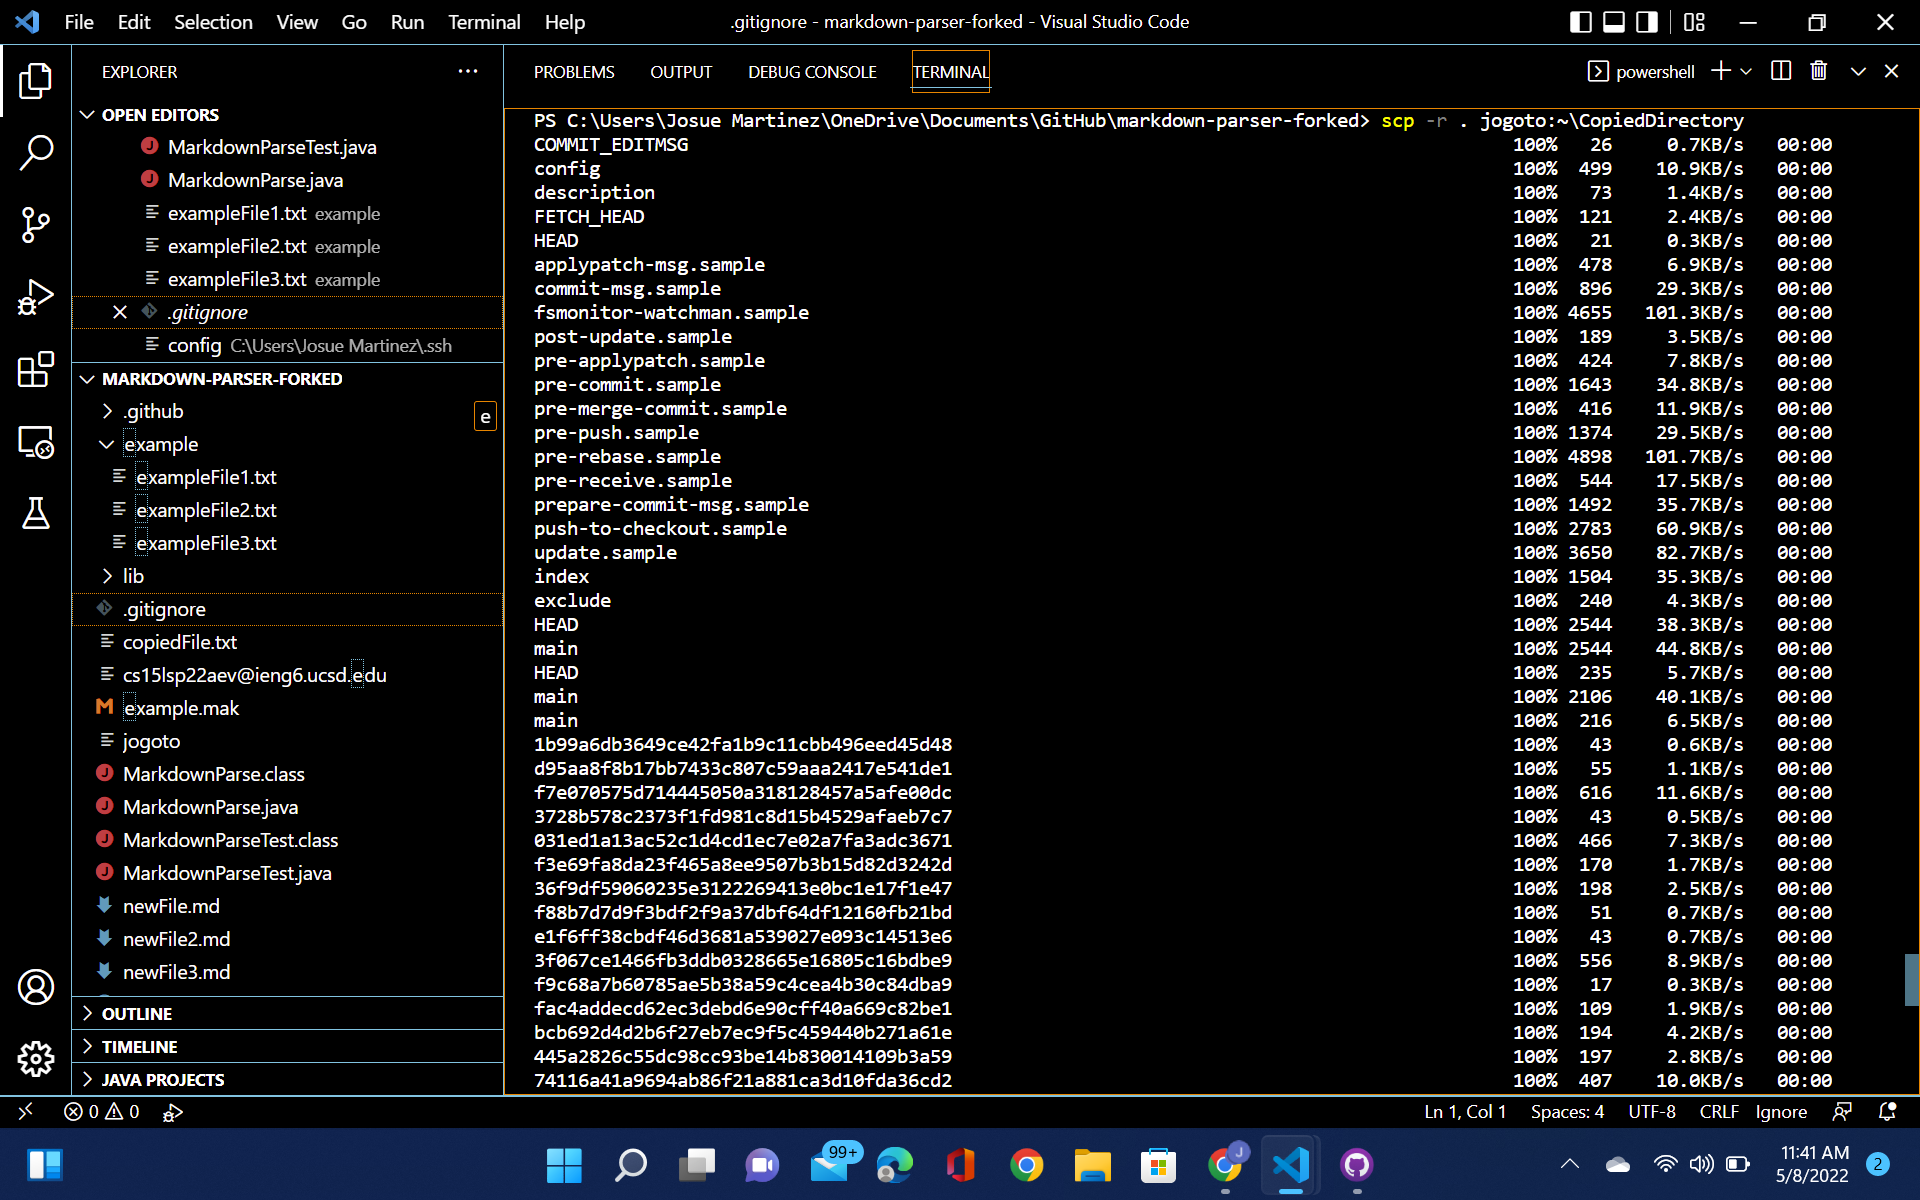 File Edit Selection View Go Run Terminal Help
.gitignore - markdown-parser-forked - Visual Studio Code
EXPLORER
OPEN EDITORS
MarkdownParseTest.java
MarkdownParse.java
exampleFile1.txt example
exampleFile2.txt example
exampleFile3.txt example
.gitignore
config C:\Users\Josue Martinez\.ssh
MARKDOWN-PARSER-FORKED
.github
e
example
exampleFile1.txt
exampleFile2.txt
exampleFile3.txt
lib
.gitignore
copiedFile.txt
cs15lsp22aev@ieng6.ucsd.edu
M example.mak
jogoto
J MarkdownParse.class
J MarkdownParse.java
J MarkdownParseTest.class
J MarkdownParseTest.java
newFile.md
newFile2.md
newFile3.md
OUTLINE
TIMELINE
JAVA PROJECTS
PROBLEMS OUTPUT DEBUG CONSOLE TERMINAL
powershell
PS C:\Users\Josue Martinez\OneDrive\Documents\GitHub\markdown-parser-forked> scp -r . jogoto:~\CopiedDirectory
COMMIT_EDITMSG 100% 26 0.7KB/s 00:00
config 100% 499 10.9KB/s 00:00
description 100% 73 1.4KB/s 00:00
FETCH_HEAD 100% 121 2.4KB/s 00:00
HEAD 100% 21 0.3KB/s 00:00
applypatch-msg.sample 100% 478 6.9KB/s 00:00
commit-msg.sample 100% 896 29.3KB/s 00:00
fsmonitor-watchman.sample 100% 4655 101.3KB/s 00:00
post-update.sample 100% 189 3.5KB/s 00:00
pre-applypatch.sample 100% 424 7.8KB/s 00:00
pre-commit.sample 100% 1643 34.8KB/s 00:00
pre-merge-commit.sample 100% 416 11.9KB/s 00:00
pre-push.sample 100% 1374 29.5KB/s 00:00
pre-rebase.sample 100% 4898 101.7KB/s 00:00
pre-receive.sample 100% 544 17.5KB/s 00:00
prepare-commit-msg.sample 100% 1492 35.7KB/s 00:00
push-to-checkout.sample 100% 2783 60.9KB/s 00:00
update.sample 100% 3650 82.7KB/s 00:00
index 100% 1504 35.3KB/s 00:00
exclude 100% 240 4.3KB/s 00:00
HEAD 100% 2544 38.3KB/s 00:00
main 100% 2544 44.8KB/s 00:00
HEAD 100% 235 5.7KB/s 00:00
main 100% 2106 40.1KB/s 00:00
main 100% 216 6.5KB/s 00:00
1b99a6db3649ce42fa1b9c11cbb496eed45d48 100% 43 0.6KB/s 00:00
d95aa8f8b17bb7433c807c59aaa2417e541de1 100% 55 1.1KB/s 00:00
f7e070575d714445050a318128457a5afe00dc 100% 616 11.6KB/s 00:00
3728b578c2373f1fd981c8d15b4529afaeb7c7 100% 43 0.5KB/s 00:00
031ed1a13ac52c1d4cd1ec7e02a7fa3adc3671 100% 466 7.3KB/s 00:00
f3e69fa8da23f465a8ee9507b3b15d82d3242d 100% 170 1.7KB/s 00:00
36f9df59060235e3122269413e0bc1e17f1e47 100% 198 2.5KB/s 00:00
f88b7d7d9f3bdf2f9a37dbf64df12160fb21bd 100% 51 0.7KB/s 00:00
e1f6ff38cbdf46d3681a539027e093c14513e6 100% 43 0.7KB/s 00:00
3f067ce1466fb3ddb0328665e16805c16bdbe9 100% 556 8.9KB/s 00:00
f9c68a7b60785ae5b38a59c4cea4b30c84dba9 100% 17 0.3KB/s 00:00
fac4addecd62ec3debd6e90cff40a669c82be1 100% 109 1.9KB/s 00:00
bcb692d4d2b6f27eb7ec9f5c459440b271a61e 100% 194 4.2KB/s 00:00
445a2826c55dc98cc93be14b830014109b3a59 100% 197 2.8KB/s 00:00
74116a41a9694ab86f21a881ca3d10fda36cd2 100% 407 10.0KB/s 00:00
0 0
Ln 1, Col 1 Spaces: 4 UTF-8 CRLF Ignore
99+
J
11:41 AM
5/8/2022
2